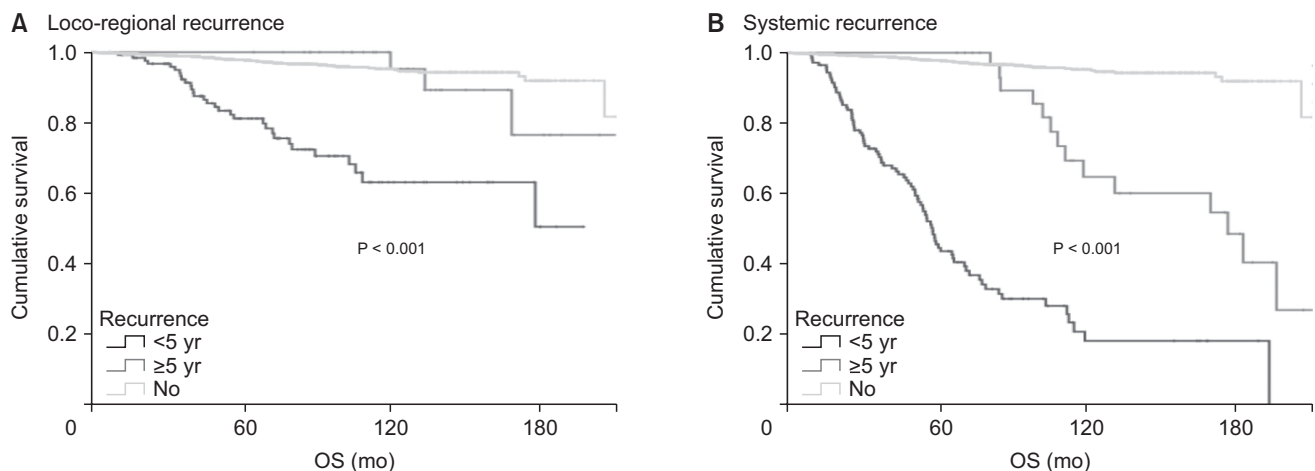 A Loco-regional recurrence
Cumulative survival
1.0
0.8
0.6
0.4
0.2
P < 0.001
Recurrence
<5 yr
≥5 yr
No
0 60 120 180
OS (mo)
B Systemic recurrence
Cumulative survival
1.0
0.8
0.6
0.4
0.2
P < 0.001
Recurrence
<5 yr
≥5 yr
No
0 60 120 180
OS (mo)